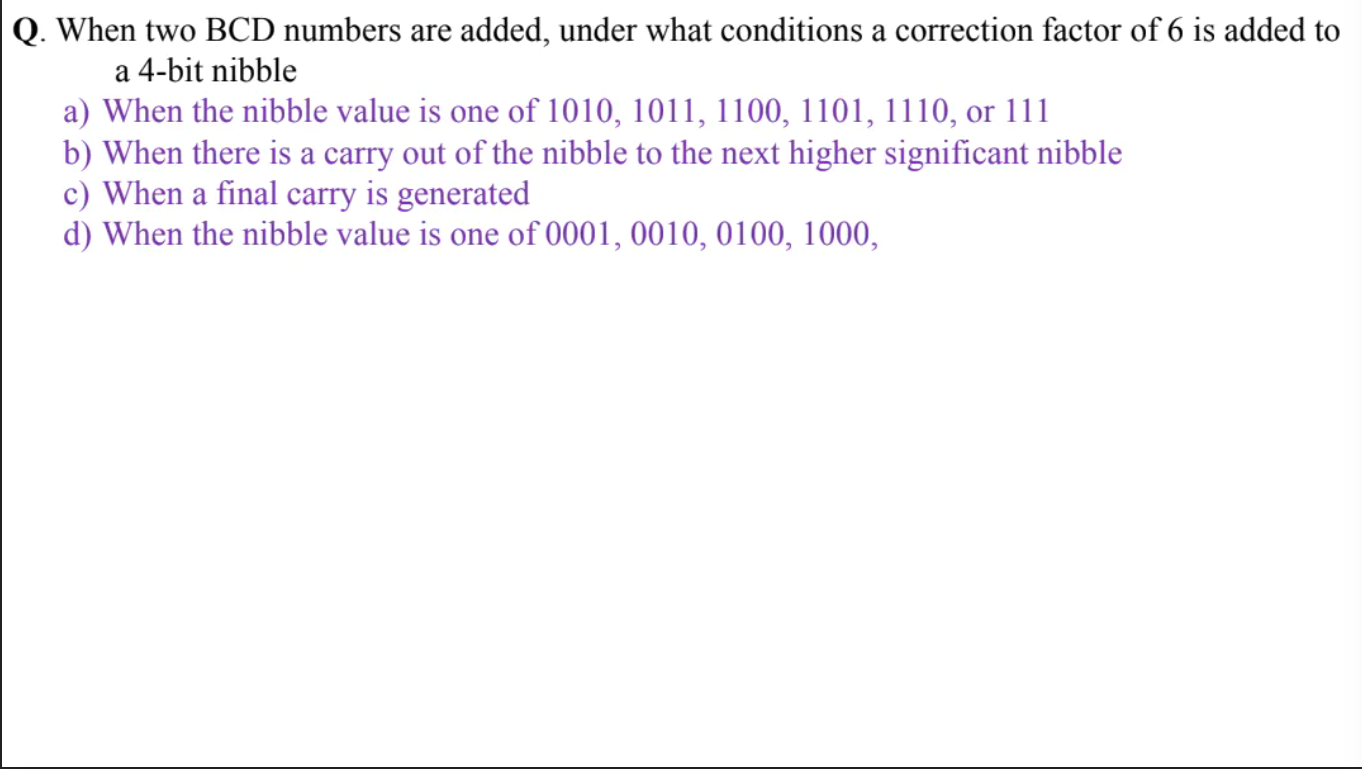 Q. When two BCD numbers are added, under what conditions a correction factor of 6 is added to
a 4-bit nibble
a) When the nibble value is one of 1010, 1011, 1100, 1101, 1110, or 111
b) When there is a carry out of the nibble to the next higher significant nibble
c) When a final carry is generated
d) When the nibble value is one of 0001, 0010, 0100, 1000,